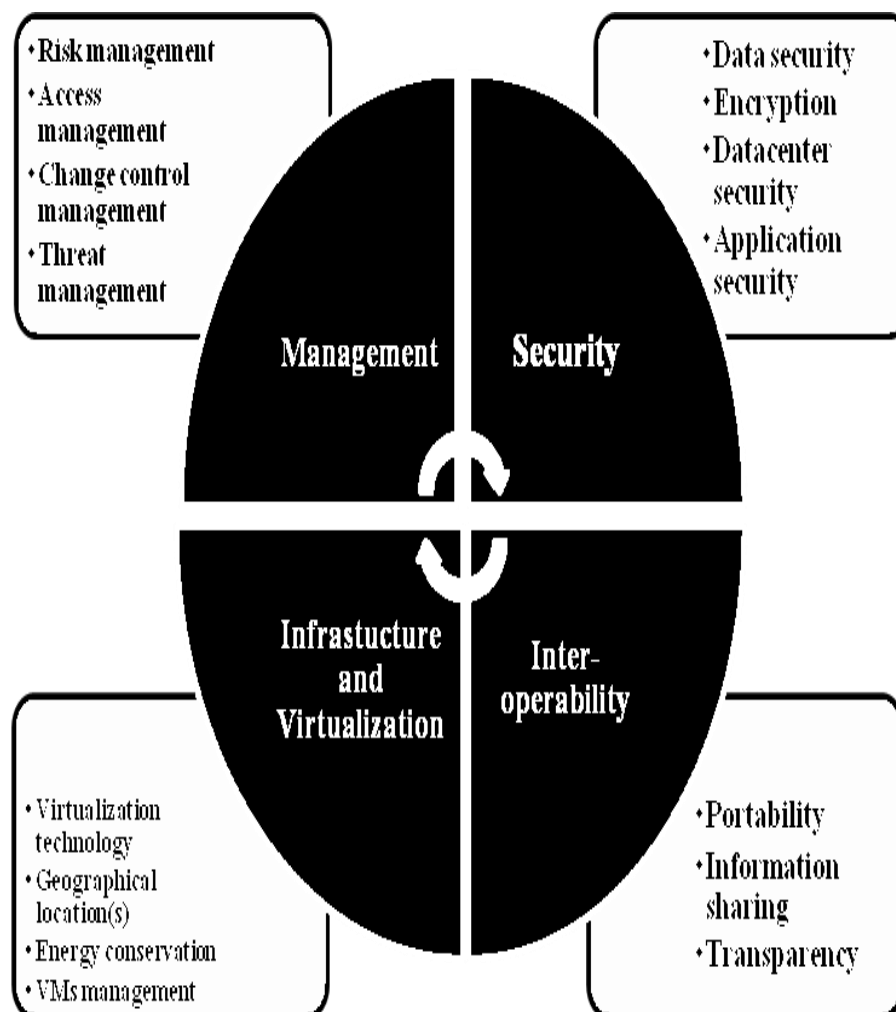 • Risk management
• Access
management
• Change control
management
• Threat
management
• Data security
• Encryption
• Datacenter
security
• Application
security
Management
Security
Infrastucture
and
Virtualization
Inter-
operability
• Virtualization
technology
• Geographical
location(s)
• Energy conservation
• VMs management
• Portability
• Information
sharing
• Transparency